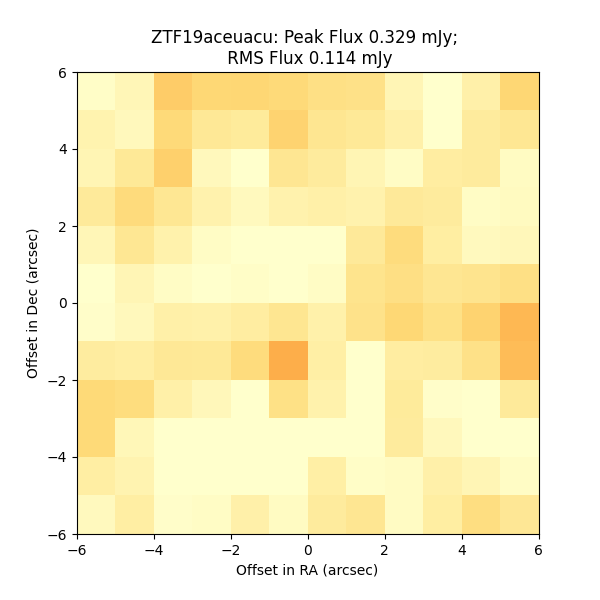 ZTF19aceuacu: Peak Flux 0.329 mJy;
RMS Flux 0.114 mJy
6
4
2
0
−2
−4
−6
Offset in Dec (arcsec)
−6 −4 −2 0 2 4 6
Offset in RA (arcsec)